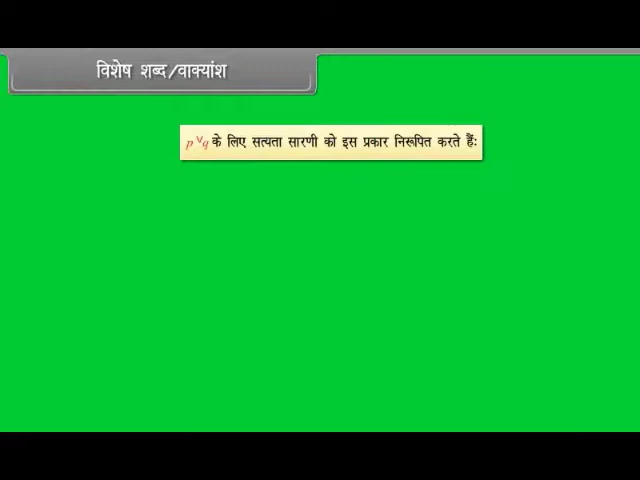 विशेष शब्द/वाक्यांश
p ∨ q के लिए सत्यता सारणी को इस प्रकार निरूपित करते हैं: